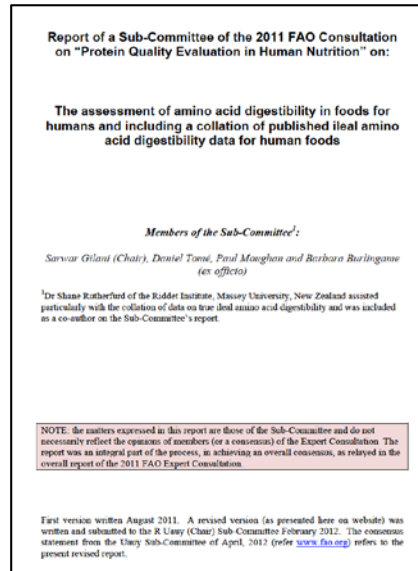 Report of a Sub-Committee of the 2011 FAO Consultation
on “Protein Quality Evaluation in Human Nutrition” on:
The assessment of amino acid digestibility in foods for
humans and including a collation of published ileal amino
acid digestibility data for human foods
Members of the Sub-Committee¹:
Sarwar Gilani (Chair), Daniel Tomé, Paul Moughan and Barbara Burlingame
(ex officio)
¹Dr Shane Rutherfurd of the Riddet Institute, Massey University, New Zealand assisted
particularly with the collation of data on true ileal amino acid digestibility and was included
as a co-author on the Sub-Committee’s report.
NOTE: the matters expressed in this report are those of the Sub-Committee and do not
necessarily reflect the opinions of members (or a consensus) of the Expert Consultation. The
report was an integral part of the process, in achieving an overall consensus, as relayed in the
overall report of the 2011 FAO Expert Consultation.
First version written August 2011. A revised version (as presented here on website) was
written and submitted to the R Uauy (Chair) Sub-Committee February 2012. The consensus
statement from the Uauy Sub-Committee of April, 2012 (refer www.fao.org) refers to the
present revised report.